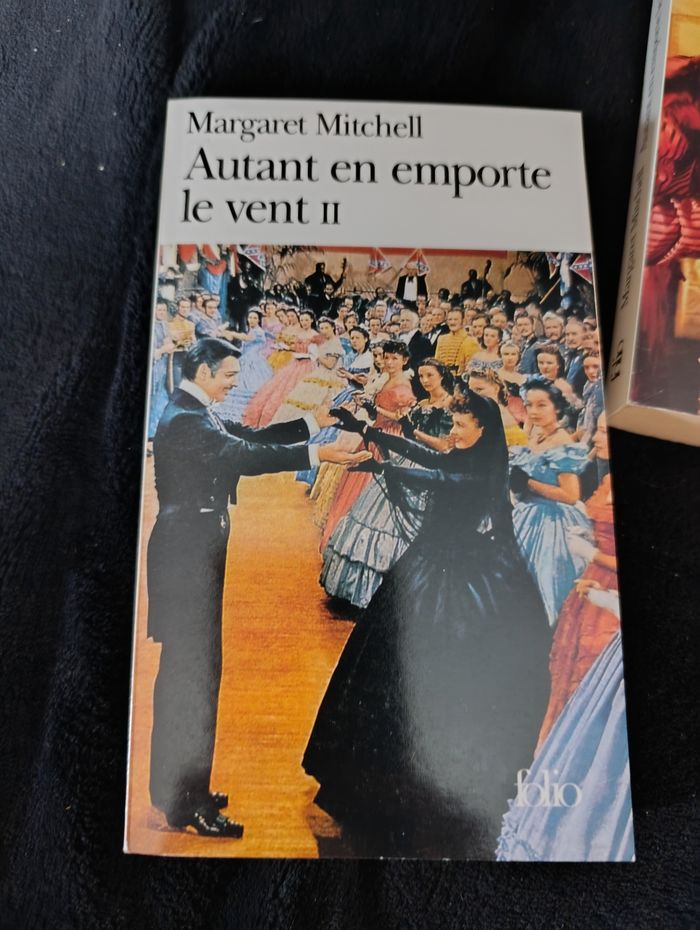 Margaret Mitchell
Autant en emporte
le vent II
folio